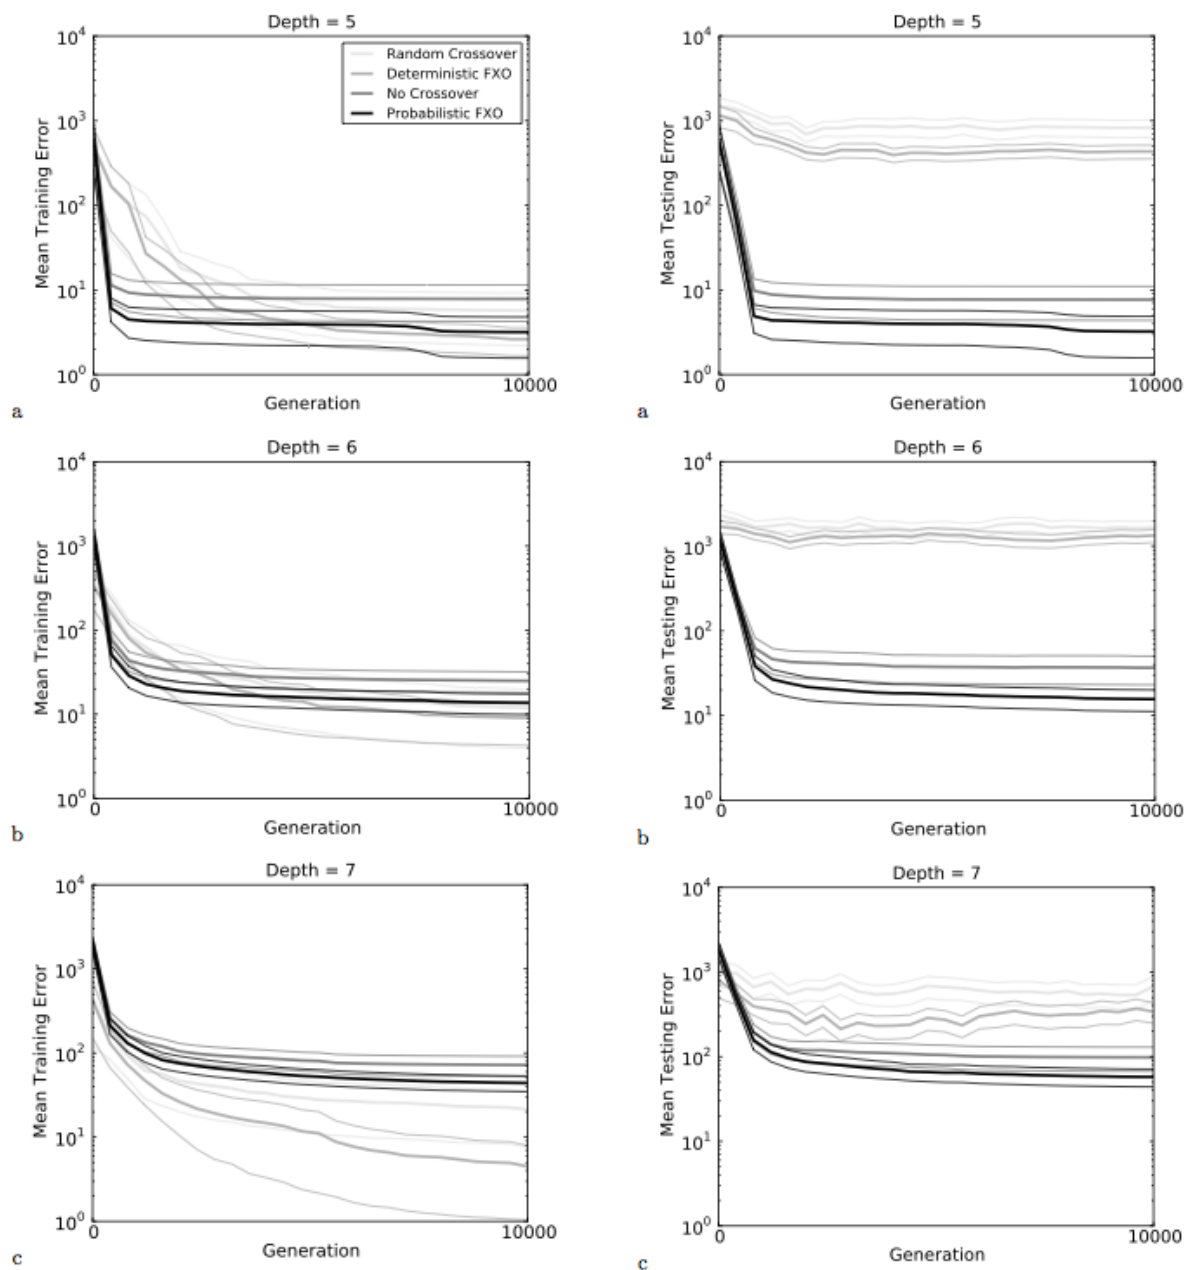 Depth = 5
10^4
10^3
10^2
10^1
10^0
Mean Training Error
Random Crossover
Deterministic FXO
No Crossover
Probabilistic FXO
0
10000
Generation
a
Depth = 5
10^4
10^3
10^2
10^1
10^0
Mean Testing Error
0
10000
Generation
a
Depth = 6
10^4
10^3
10^2
10^1
10^0
Mean Training Error
0
10000
Generation
b
Depth = 6
10^4
10^3
10^2
10^1
10^0
Mean Testing Error
0
10000
Generation
b
Depth = 7
10^4
10^3
10^2
10^1
10^0
Mean Training Error
0
10000
Generation
c
Depth = 7
10^4
10^3
10^2
10^1
10^0
Mean Testing Error
0
10000
Generation
c